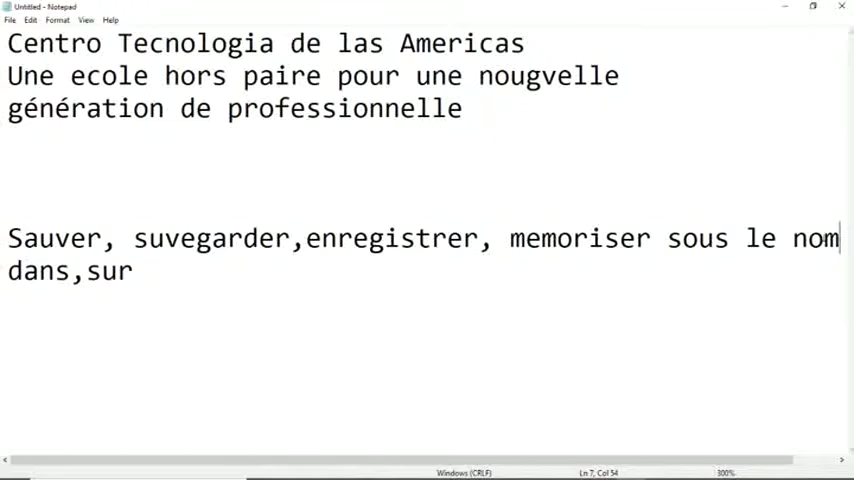 Untitled - Notepad
File Edit Format View Help
Centro Tecnologia de las Americas
Une ecole hors paire pour une nougvelle
génération de professionnelle
Sauver, suvegarder,enregistrer, memoriser sous le nom
dans,sur
Windows (CRLF) Ln 7, Col 54 300%